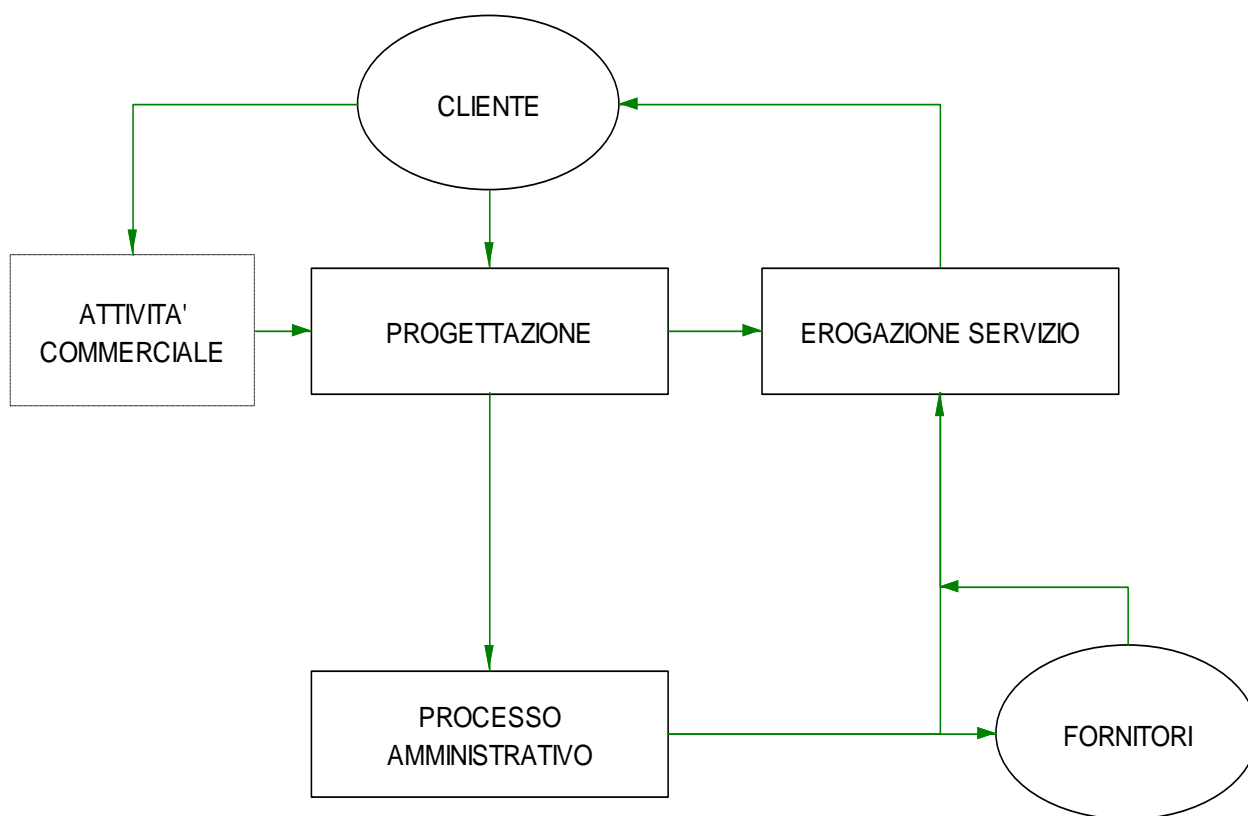 CLIENTE
ATTIVITA'
COMMERCIALE
PROGETTAZIONE
EROGAZIONE SERVIZIO
PROCESSO
AMMINISTRATIVO
FORNITORI